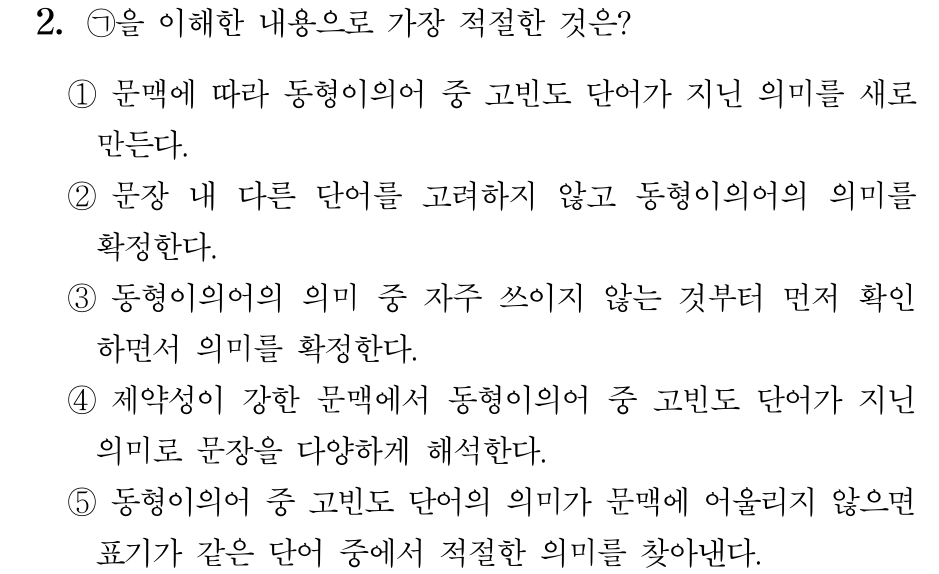 2. ㉠을 이해한 내용으로 가장 적절한 것은?
① 문맥에 따라 동형이의어 중 고빈도 단어가 지닌 의미를 새로
만든다.
② 문장 내 다른 단어를 고려하지 않고 동형이의어의 의미를
확정한다.
③ 동형이의어의 의미 중 자주 쓰이지 않는 것부터 먼저 확인
하면서 의미를 확정한다.
④ 제약성이 강한 문맥에서 동형이의어 중 고빈도 단어가 지닌
의미로 문장을 다양하게 해석한다.
⑤ 동형이의어 중 고빈도 단어의 의미가 문맥에 어울리지 않으면
표기가 같은 단어 중에서 적절한 의미를 찾아낸다.